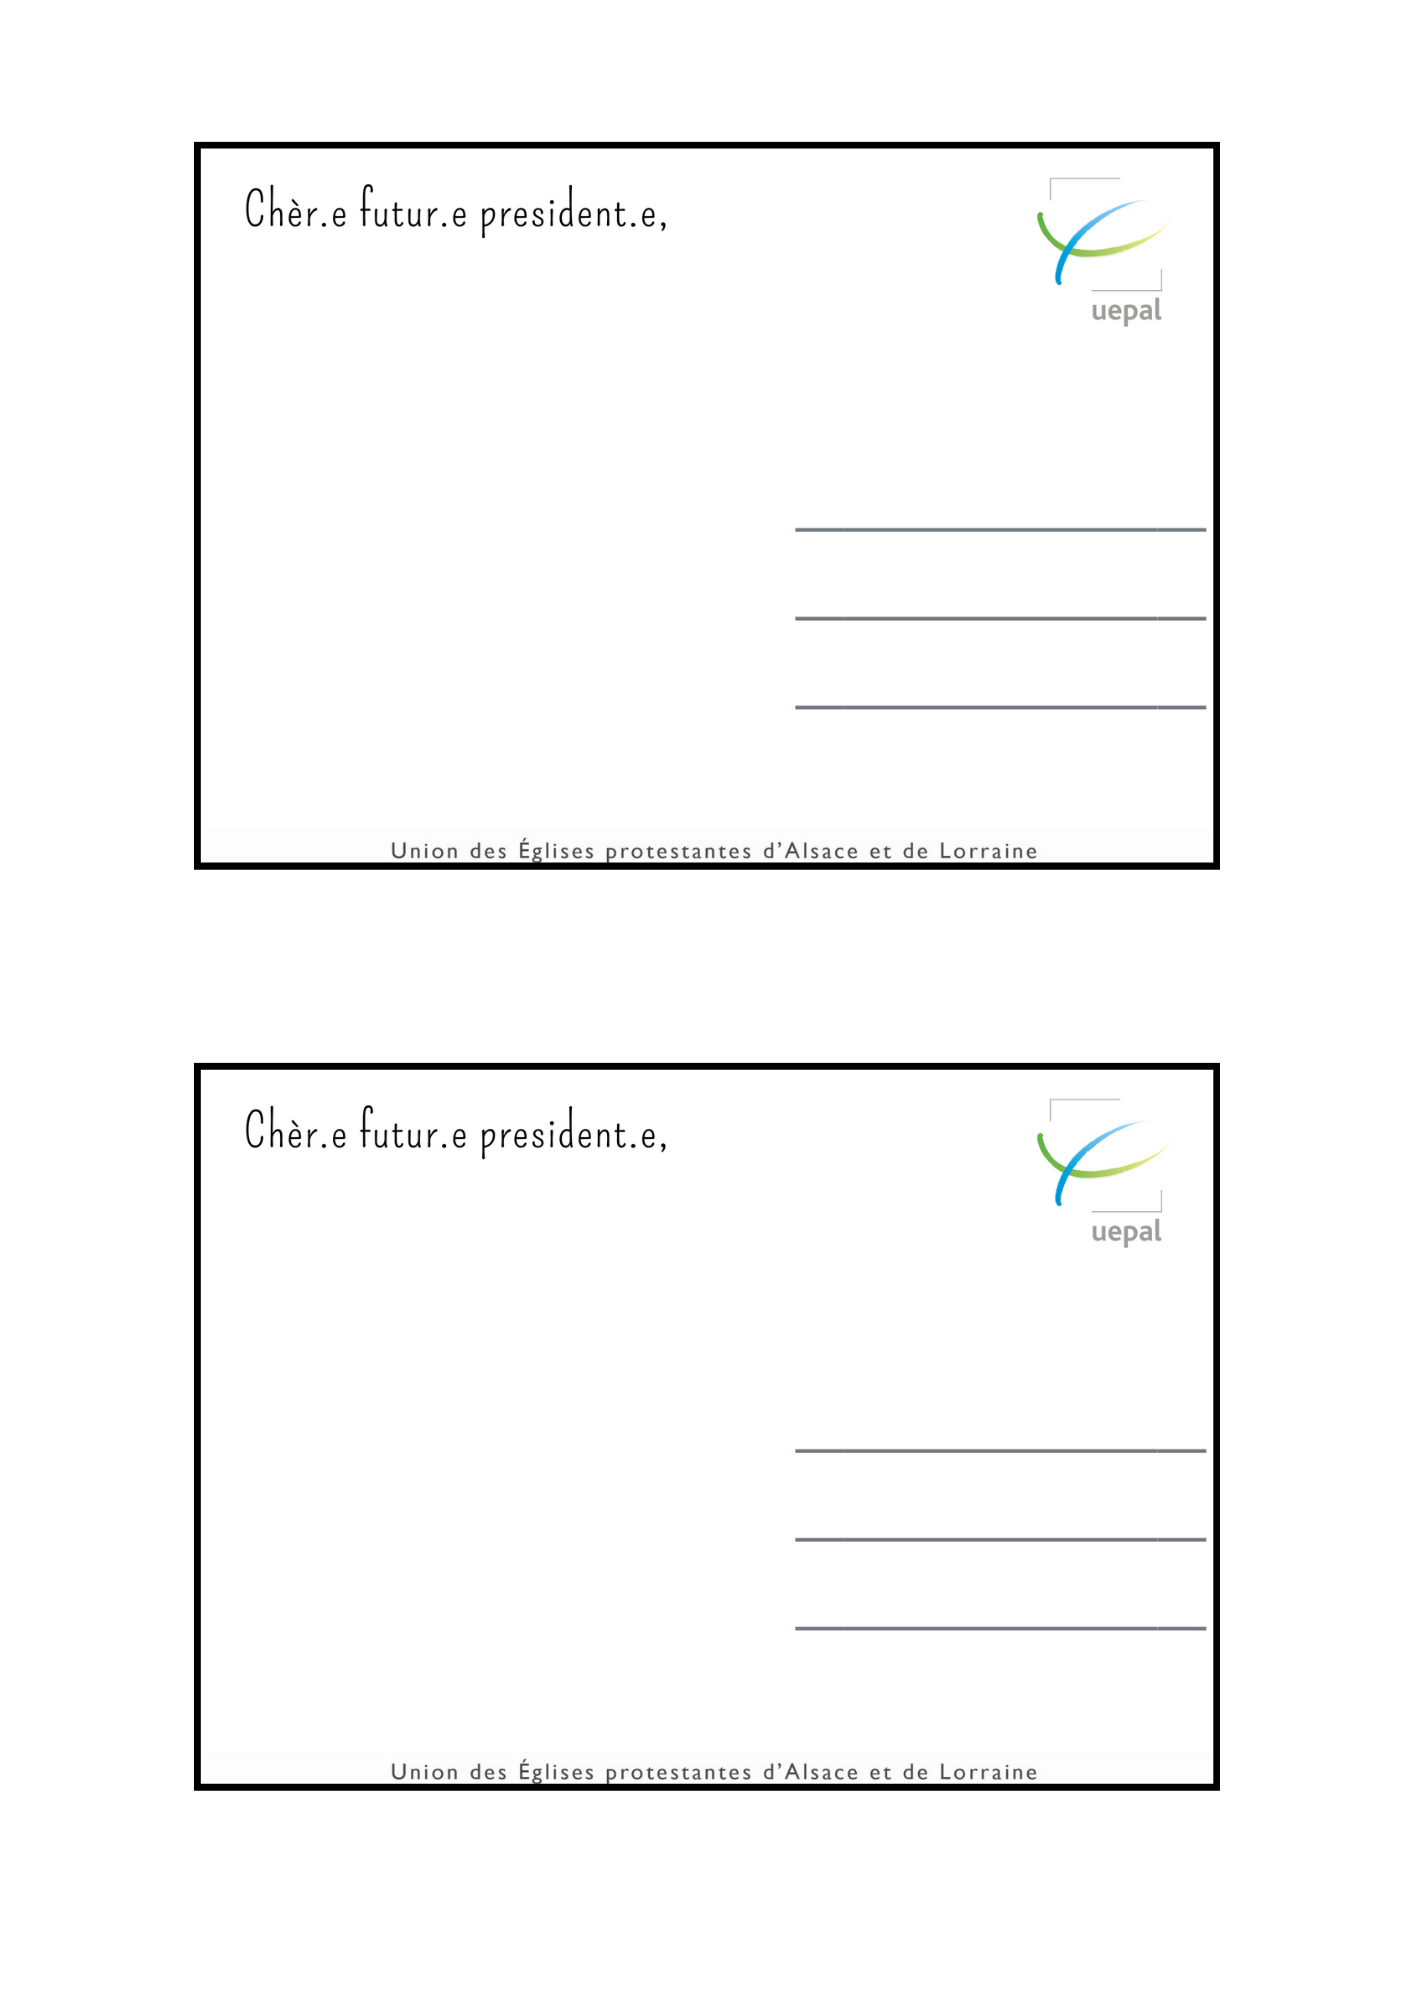 Chèr.e futur.e president.e,
uepal
Union des Églises protestantes d'Alsace et de Lorraine
Chèr.e futur.e president.e,
uepal
Union des Églises protestantes d'Alsace et de Lorraine